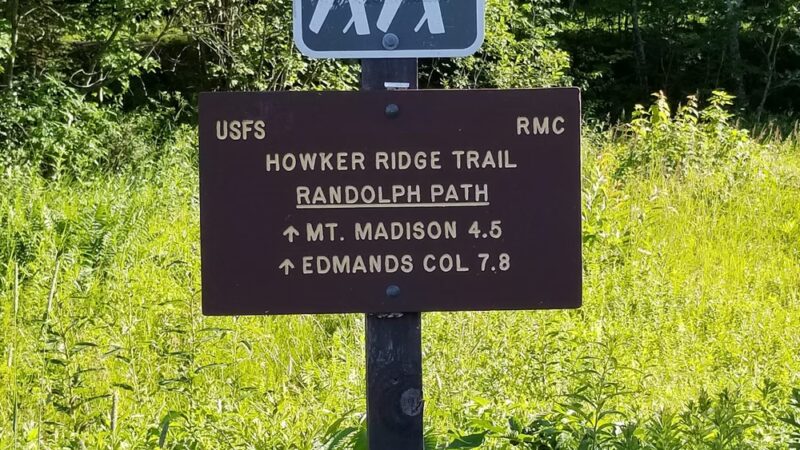 USFS RMC
HOWKER RIDGE TRAIL
RANDOLPH PATH
↑ MT. MADISON 4.5
↑ EDMANDS COL 7.8